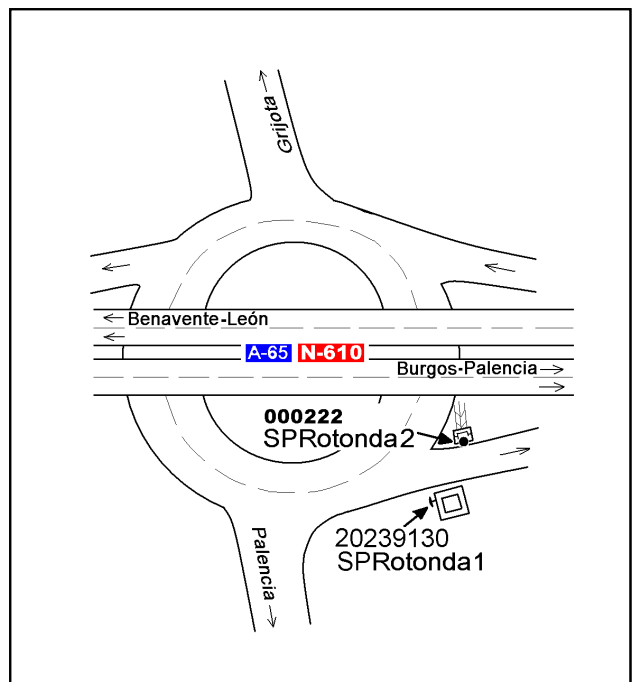 Grijota
Benavente-León
A-65 N-610
Burgos-Palencia
000222
SPRotonda2
20239130
SPRotonda1
Palencia